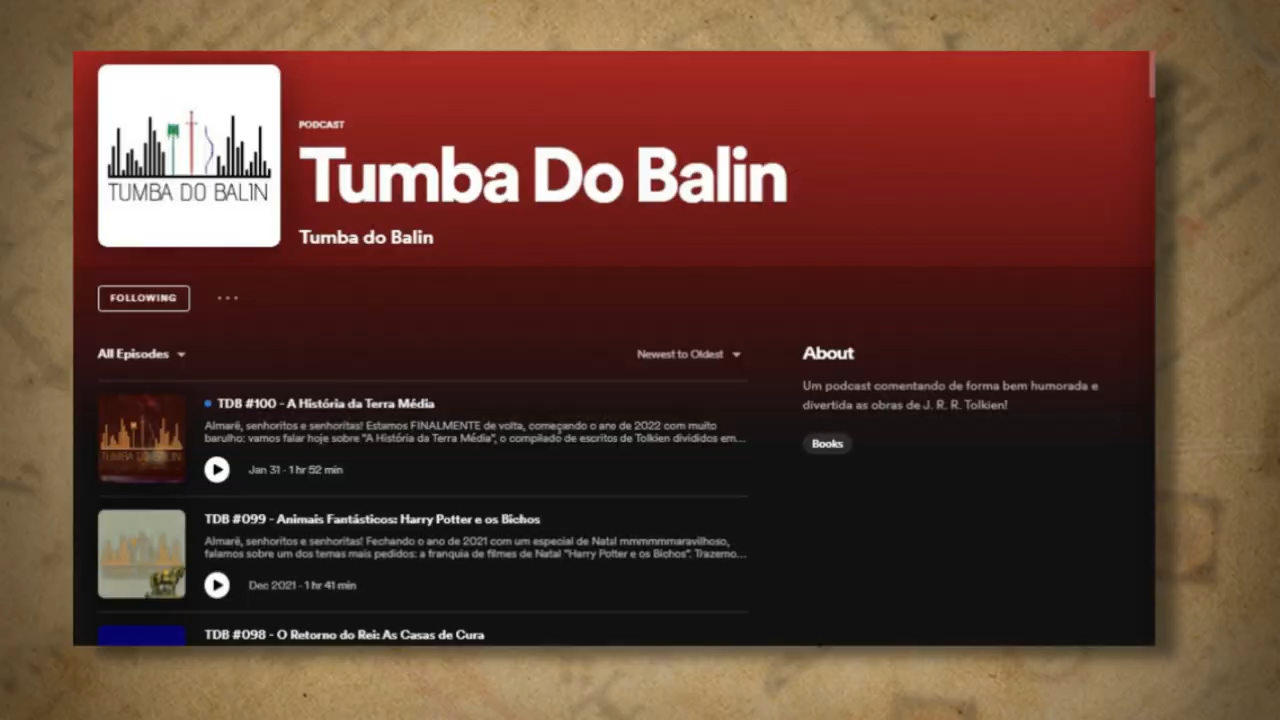 TUMBA DO BALIN
PODCAST
Tumba Do Balin
Tumba do Balin
FOLLOWING
All Episodes
Newest to Oldest
About
Um podcast comentando de forma bem humorada e
divertida as obras de J. R. R. Tolkien!
Books
TDB #100 - A História da Terra Média
Almarë, senhoritos e senhoritas! Estamos FINALMENTE de volta, começando o ano de 2022 com muito
barulho: vamos falar hoje sobre "A História da Terra Média", o compilado de escritos de Tolkien divididos em...
Jan 31 · 1 hr 52 min
TUMBA DO BALIN
TDB #099 - Animais Fantásticos: Harry Potter e os Bichos
Almarë, senhoritos e senhoritas! Fechando o ano de 2021 com um especial de Natal mmmmmmaravilhoso,
falamos sobre um dos temas mais pedidos: a franquia de filmes de Natal "Harry Potter e os Bichos". Trazemo...
Dec 2021 · 1 hr 41 min
TDB #098 - O Retorno do Rei: As Casas de Cura